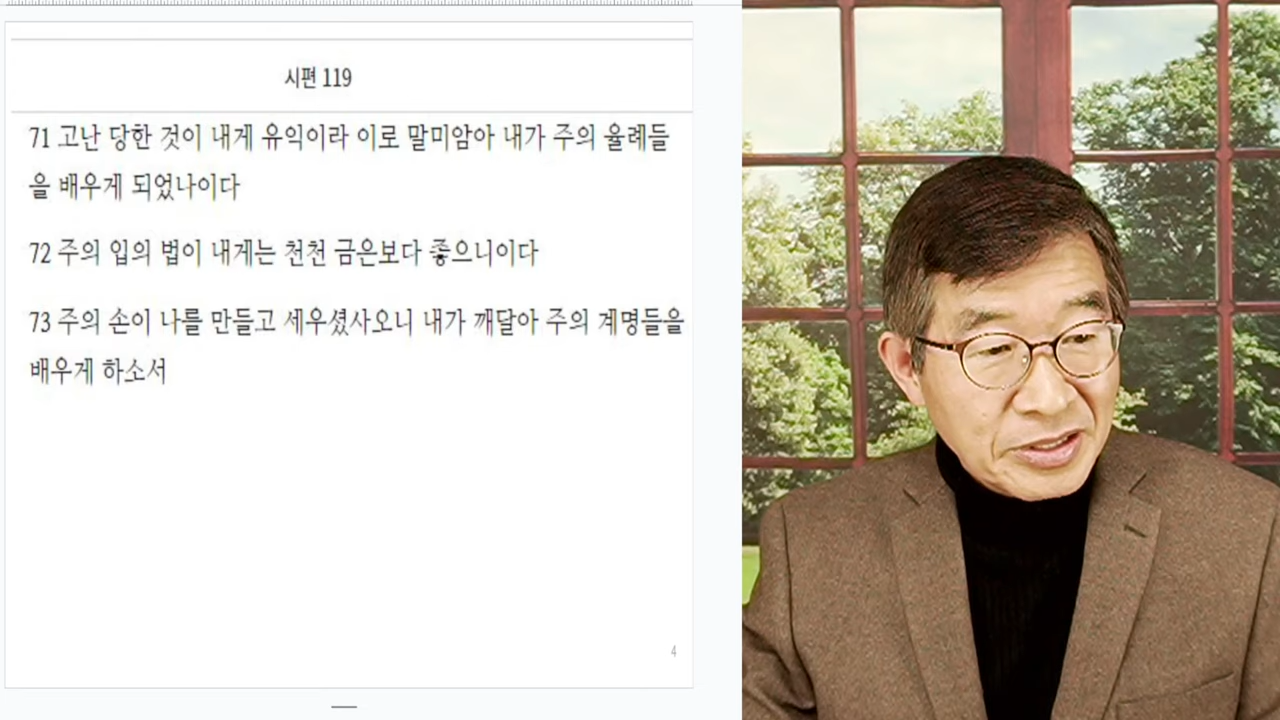 시편 119
71 고난 당한 것이 내게 유익이라 이로 말미암아 내가 주의 율례들
을 배우게 되었나이다
72 주의 입의 법이 내게는 천천 금은보다 좋으니이다
73 주의 손이 나를 만들고 세우셨사오니 내가 깨달아 주의 계명들을
배우게 하소서
4